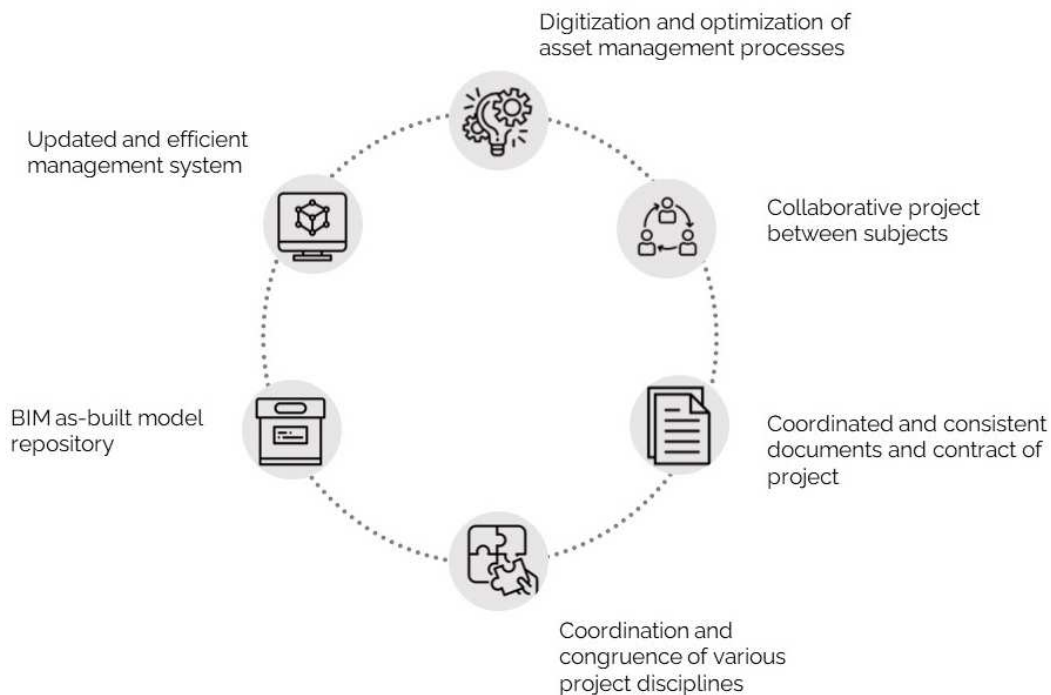 Digitization and optimization of
asset management processes
Updated and efficient
management system
Collaborative project
between subjects
BIM as-built model
repository
Coordinated and consistent
documents and contract of
project
Coordination and
congruence of various
project disciplines